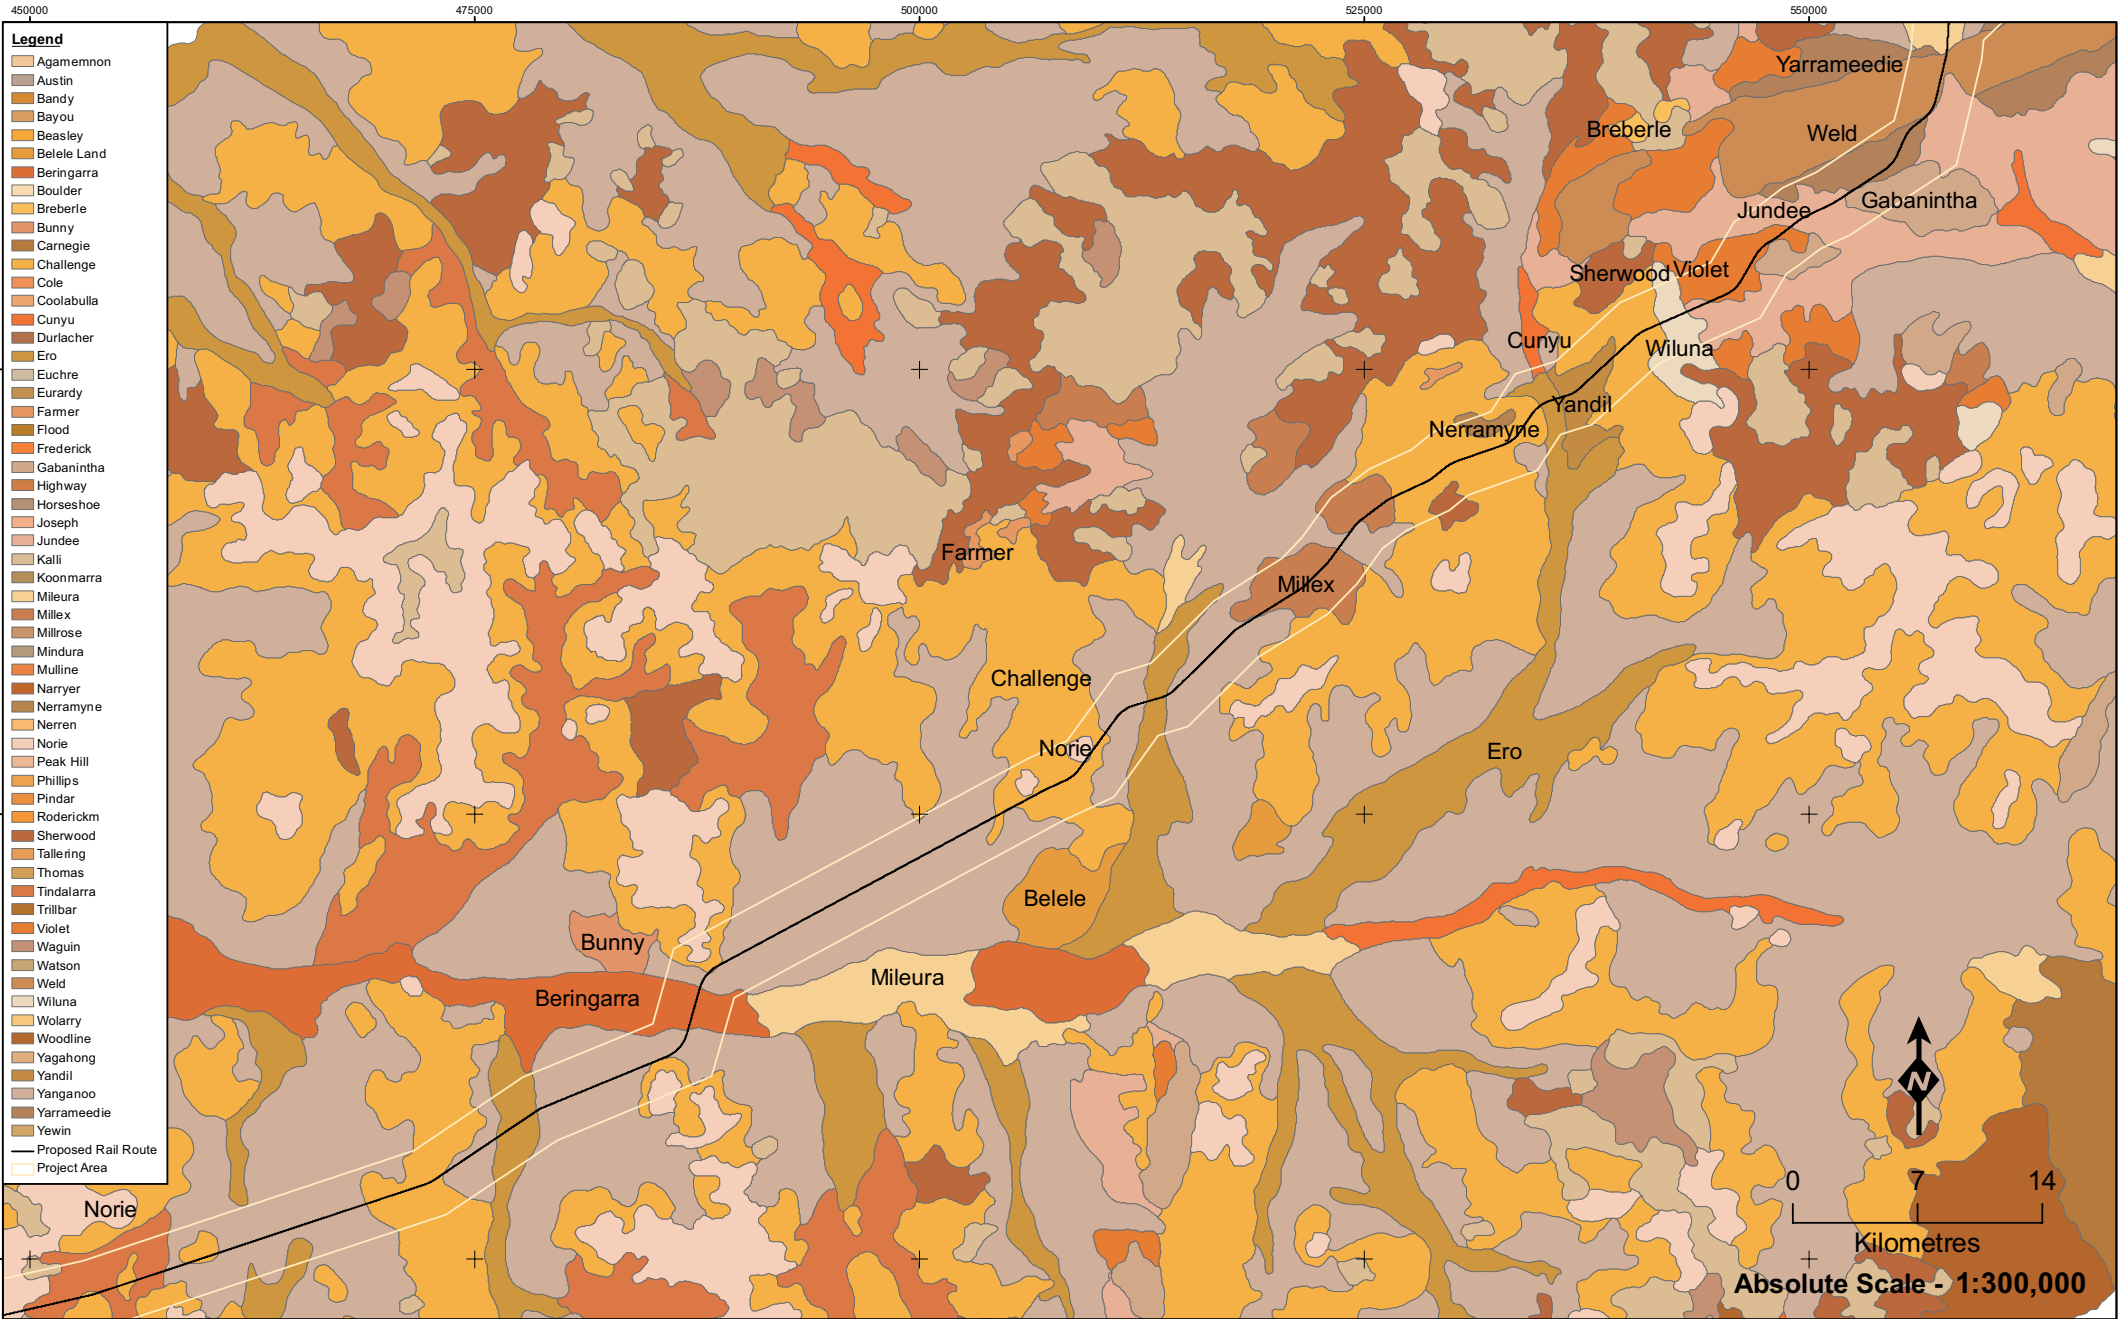 450000
475000
500000
525000
550000
Legend
Agamemnon
Austin
Bandy
Bayou
Beasley
Belele Land
Beringarra
Boulder
Breberle
Bunny
Carnegie
Challenge
Cole
Coolabulla
Cunyu
Durlacher
Ero
Euchre
Eurardy
Farmer
Flood
Frederick
Gabanintha
Highway
Horseshoe
Joseph
Jundee
Kalli
Koonmarra
Mileura
Millex
Millrose
Mindura
Mulline
Narryer
Nerramyne
Nerren
Norie
Peak Hill
Phillips
Pindar
Roderickm
Sherwood
Tallering
Thomas
Tindalarra
Trillbar
Violet
Waguin
Watson
Weld
Wiluna
Wolarry
Woodline
Yagahong
Yandil
Yanganoo
Yarrameedie
Yewin
Proposed Rail Route
Project Area
Yarrameedie
Breberle
Weld
Gabanintha
Jundee
Sherwood
Violet
Cunyu
Wiluna
Yandil
Nerramyne
Farmer
Millex
Challenge
Norie
Ero
Belele
Bunny
Mileura
Beringarra
Norie
N
0 7 14
Kilometres
Absolute Scale - 1:300,000